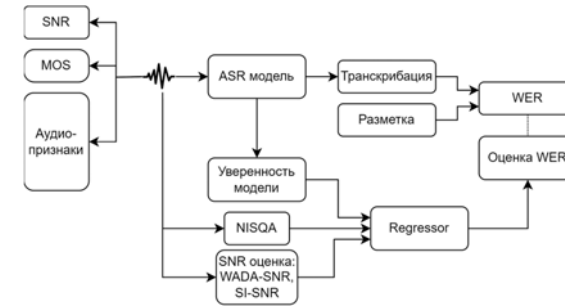 SNR
MOS
Аудио-
признаки
ASR модель
Транскрибация
Разметка
WER
Оценка WER
Уверенность
модели
NISQA
SNR оценка:
WADA-SNR,
SI-SNR
Regressor